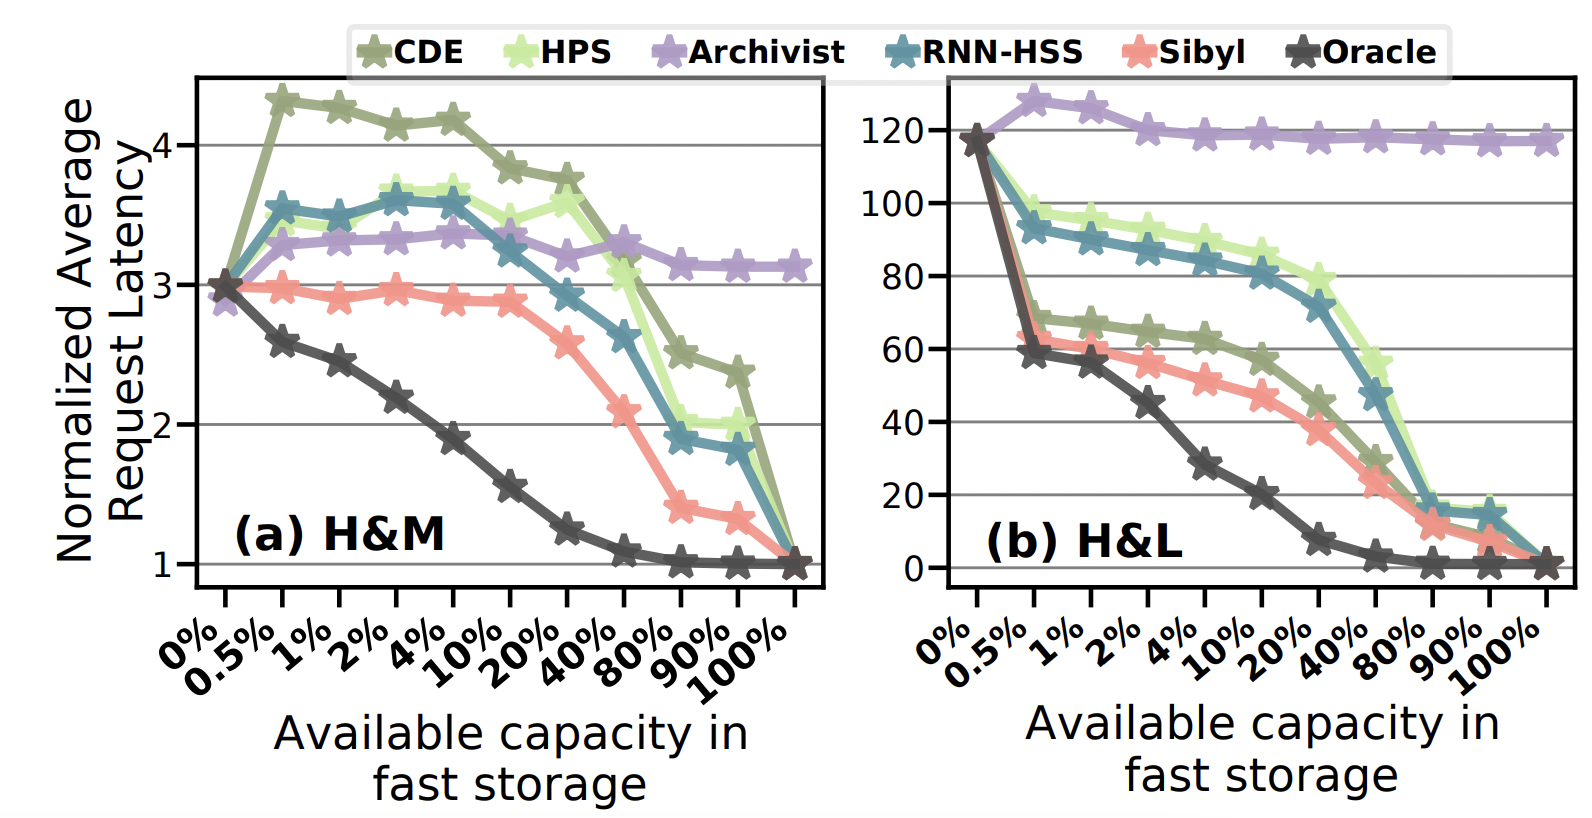 CDE HPS Archivist RNN-HSS Sibyl Oracle
Normalized Average
Request Latency
4
3
2
1
(a) H&M
0% 0.5% 1% 2% 4% 10% 20% 40% 80% 90% 100%
Available capacity in
fast storage
120
100
80
60
40
20
0
(b) H&L
0% 0.5% 1% 2% 4% 10% 20% 40% 80% 90% 100%
Available capacity in
fast storage